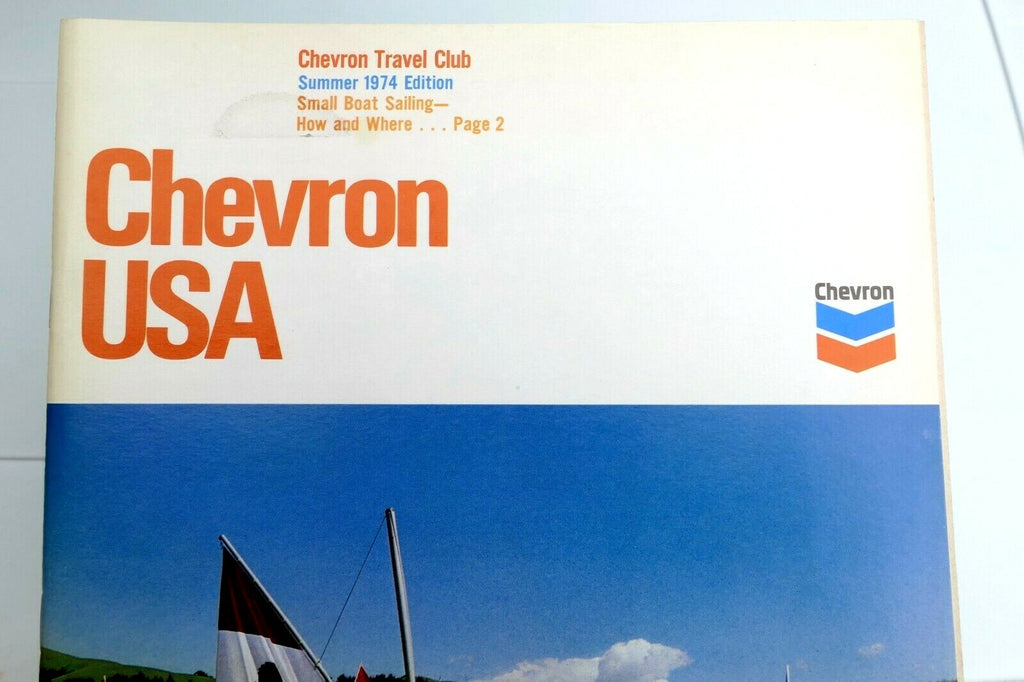 Chevron Travel Club
Summer 1974 Edition
Small Boat Sailing—
How and Where . . . Page 2
Chevron
USA
Chevron